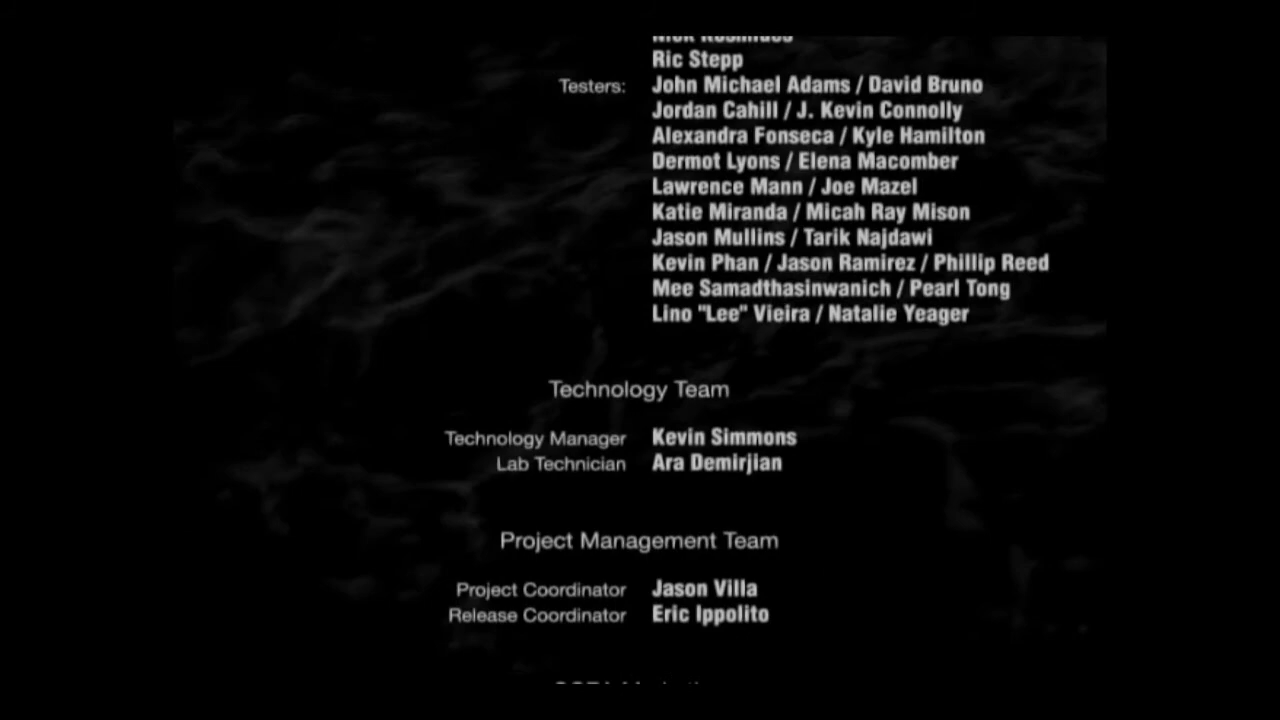 Ric Stepp
Testers: John Michael Adams / David Bruno
Jordan Cahill / J. Kevin Connolly
Alexandra Fonseca / Kyle Hamilton
Dermot Lyons / Elena Macomber
Lawrence Mann / Joe Mazel
Katie Miranda / Micah Ray Mison
Jason Mullins / Tarik Najdawi
Kevin Phan / Jason Ramirez / Phillip Reed
Mee Samadthasinwanich / Pearl Tong
Lino "Lee" Vieira / Natalie Yeager
Technology Team
Technology Manager Kevin Simmons
Lab Technician Ara Demirjian
Project Management Team
Project Coordinator Jason Villa
Release Coordinator Eric Ippolito